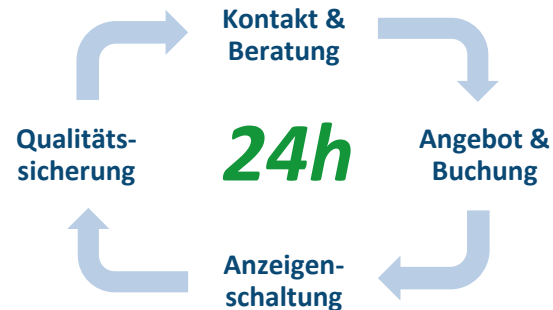 Kontakt &
Beratung
Qualitäts-
sicherung
24h
Angebot &
Buchung
Anzeigen-
schaltung